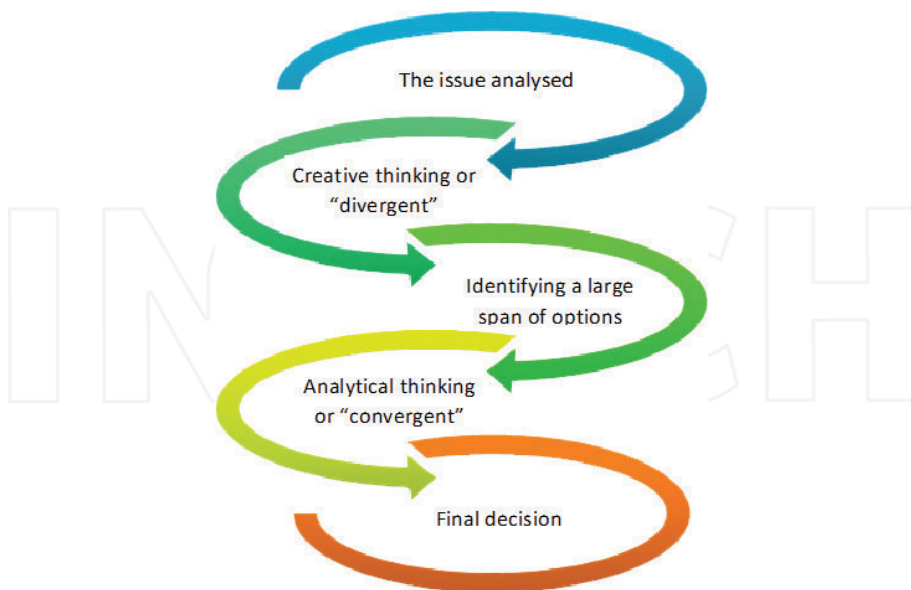 The issue analysed
Creative thinking or
“divergent”
Identifying a large
span of options
Analytical thinking
or “convergent”
Final decision